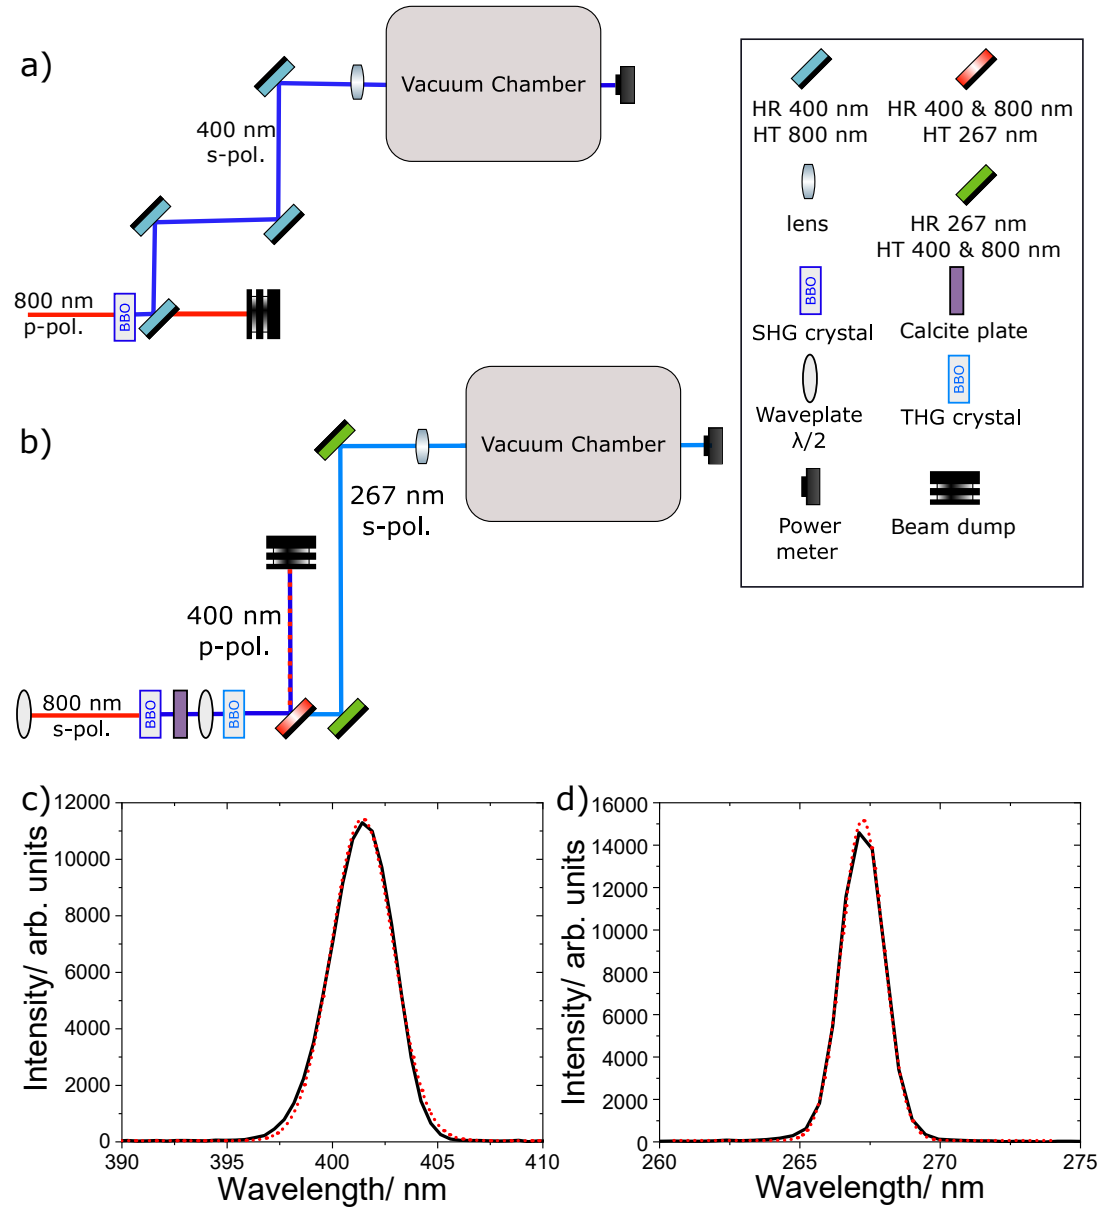 a)
400 nm
s-pol.
Vacuum Chamber
800 nm
p-pol.
BBO
HR 400 nm
HT 800 nm
HR 400 & 800 nm
HT 267 nm
lens
HR 267 nm
HT 400 & 800 nm
BBO
SHG crystal
Calcite plate
BBO
Waveplate
λ/2
THG crystal
Power
meter
Beam dump
b)
Vacuum Chamber
267 nm
s-pol.
400 nm
p-pol.
800 nm
s-pol.
BBO
BBO
c)
12000
10000
8000
6000
4000
2000
0
Intensity/ arb. units
390
395
400
405
410
Wavelength/ nm
d)
16000
14000
12000
10000
8000
6000
4000
2000
0
Intensity/ arb. units
260
265
270
275
Wavelength/ nm